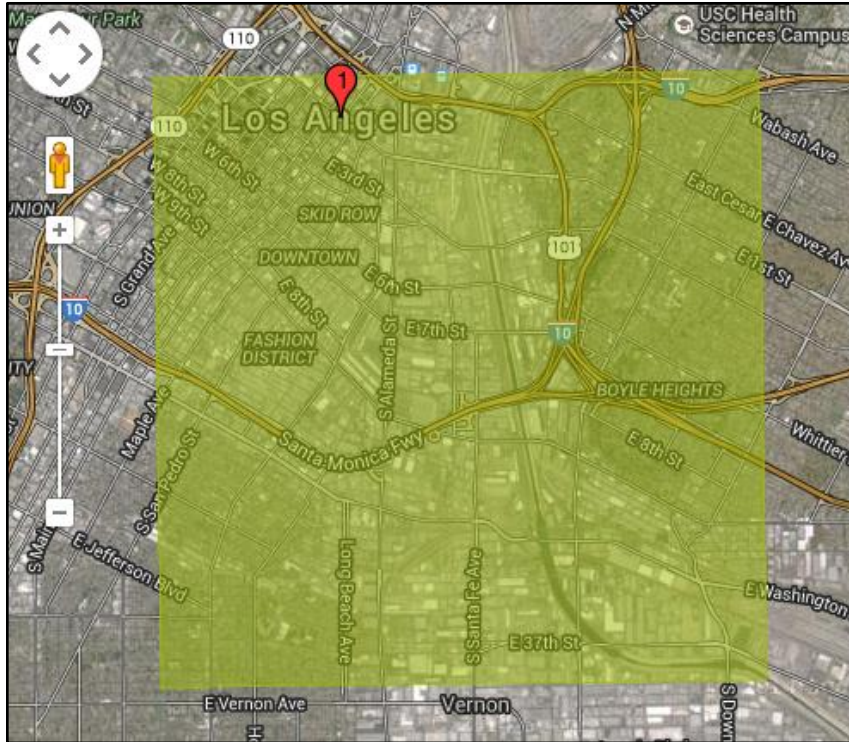 USC Health
Sciences Campus
110
1
10
Los Angeles
110
Wabash Ave
W 6th St
E 3rd St
W 8th St
W 9th St
East Cesar E Chavez Ave
UNION
SKID ROW
101
E 1st St
S Grand Ave
DOWNTOWN
E 6th St
E 8th St
10
E 7th St
10
FASHION
DISTRICT
S Alameda St
BOYLE HEIGHTS
Maple Ave
Santa Monica Fwy
E 8th St
Whittier
S San Pedro St
E Jefferson Blvd
Long Beach Ave
S Santa Fe Ave
E Washington
E 37th St
E Vernon Ave
Vernon